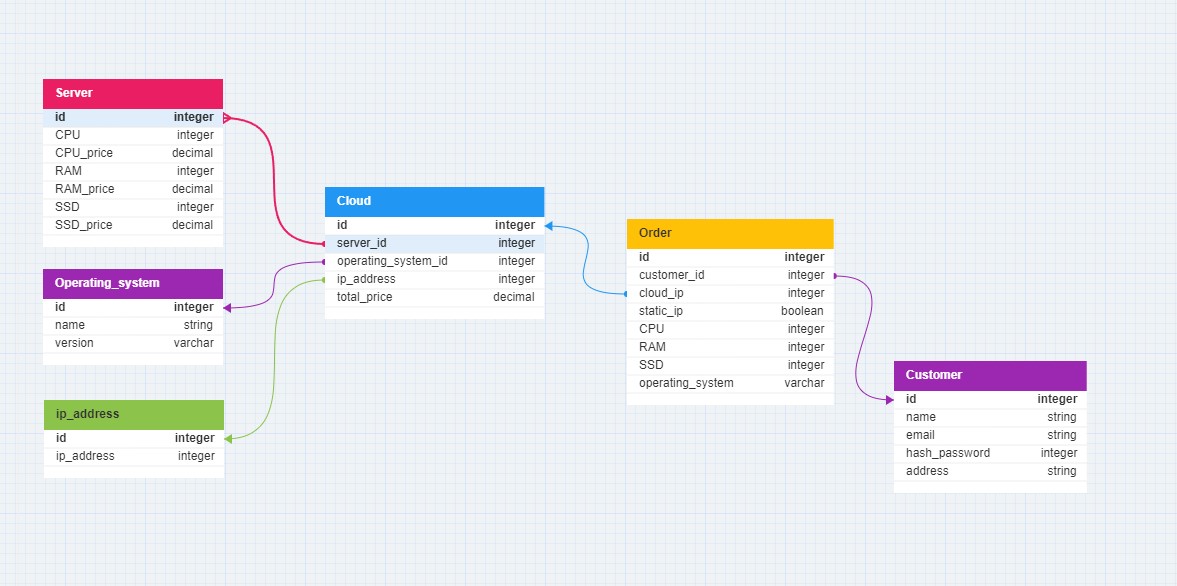 Server
id integer
CPU integer
CPU_price decimal
RAM integer
RAM_price decimal
SSD integer
SSD_price decimal
Operating_system
id integer
name string
version varchar
ip_address
id integer
ip_address integer
Cloud
id integer
server_id integer
operating_system_id integer
ip_address integer
total_price decimal
Order
id integer
customer_id integer
cloud_ip integer
static_ip boolean
CPU integer
RAM integer
SSD integer
operating_system varchar
Customer
id integer
name string
email string
hash_password integer
address string